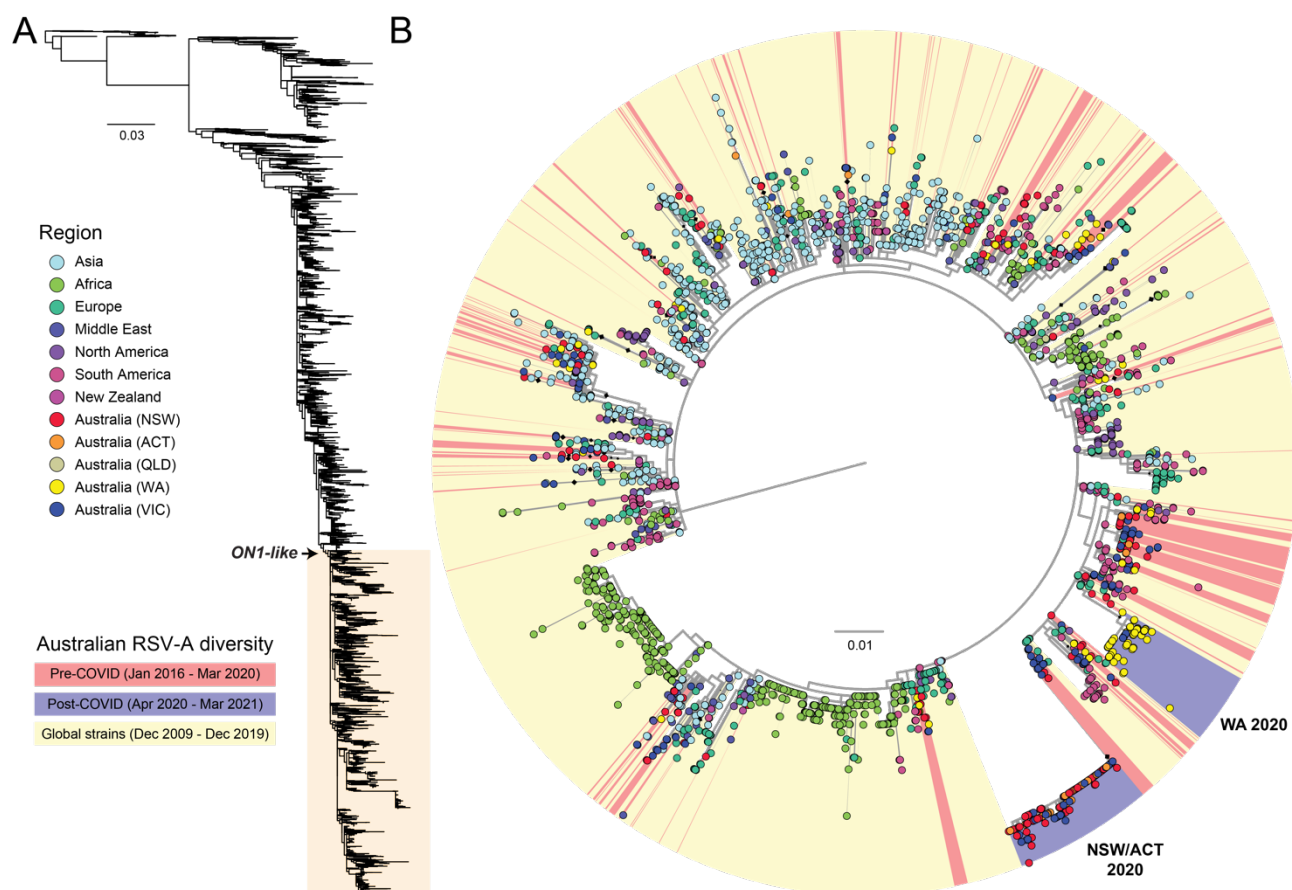 A
B
0.03
Region
Asia
Africa
Europe
Middle East
North America
South America
New Zealand
Australia (NSW)
Australia (ACT)
Australia (QLD)
Australia (WA)
Australia (VIC)
ON1-like
Australian RSV-A diversity
Pre-COVID (Jan 2016 - Mar 2020)
Post-COVID (Apr 2020 - Mar 2021)
Global strains (Dec 2009 - Dec 2019)
0.01
WA 2020
NSW/ACT
2020